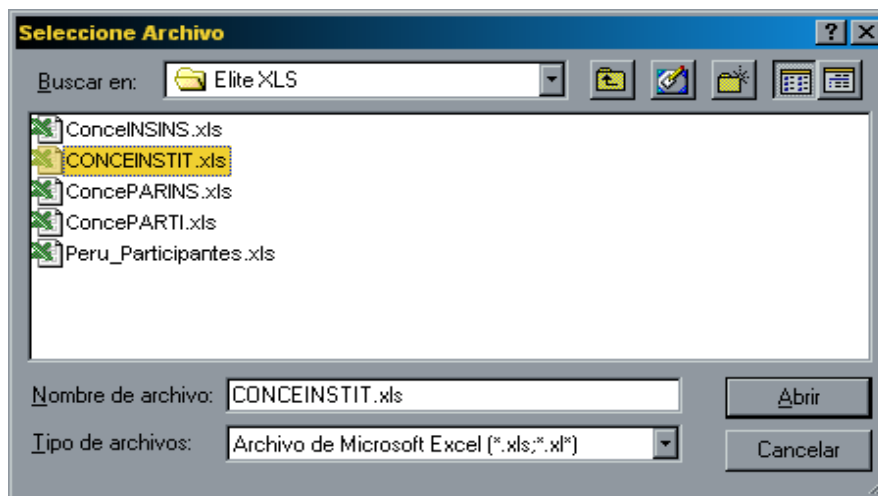 Seleccione Archivo
Buscar en: Elite XLS
ConceINSINS.xls
CONCEINSTIT.xls
ConcePARINS.xls
ConcePARTI.xls
Peru_Participantes.xls
Nombre de archivo: CONCEINSTIT.xls Abrir
Tipo de archivos: Archivo de Microsoft Excel (*.xls;*.xl*) Cancelar